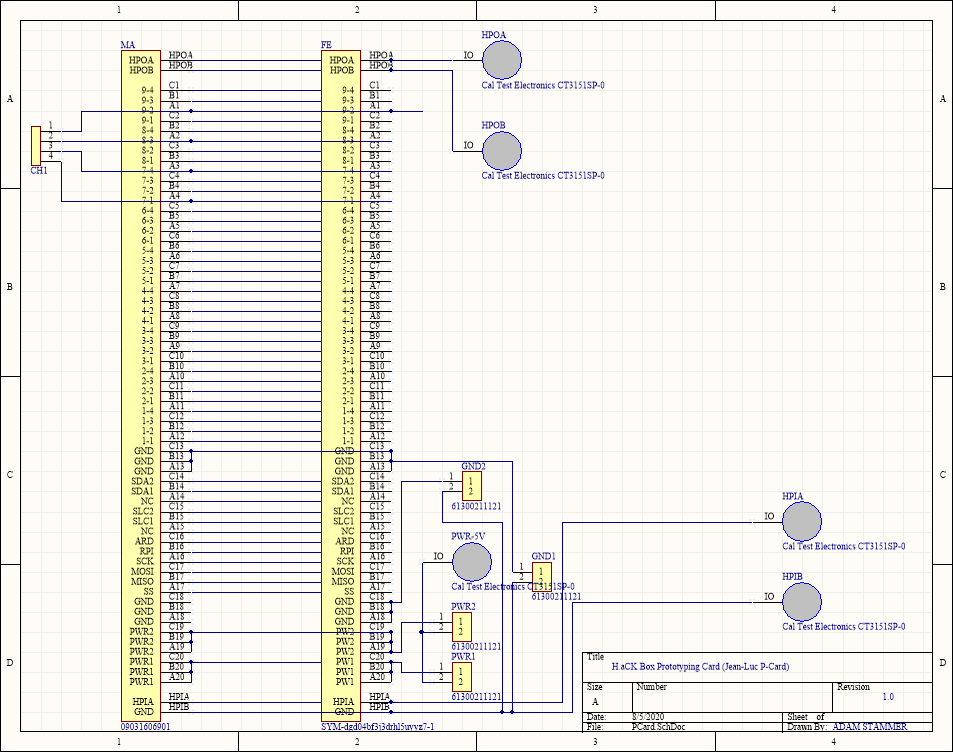 1 2 3 4
MA FE HPOA
HPOA HPOA HPOA HPOA IO
HPOB HPOB HPOB HPOB
Cal Test Electronics CT3151SP-0
9-4 C1 9-4 C1
9-3 B1 9-3 B1
A 9-2 A1 9-2 A1 A
9-1 C2 9-1 C2
1 8-4 B2 8-4 B2 HPOB
2 8-3 A2 8-3 A2
3 8-2 C3 8-2 C3 IO
4 8-1 B3 8-1 B3
CH1 7-4 A3 7-4 A3
7-3 C4 7-3 C4 Cal Test Electronics CT3151SP-0
7-2 B4 7-2 B4
7-1 A4 7-1 A4
6-4 C5 6-4 C5
6-3 B5 6-3 B5
6-2 A5 6-2 A5
6-1 C6 6-1 C6
5-4 B6 5-4 B6
5-3 A6 5-3 A6
5-2 C7 5-2 C7
5-1 B7 5-1 B7
B 4-4 A7 4-4 A7 B
4-3 C8 4-3 C8
4-2 B8 4-2 B8
4-1 A8 4-1 A8
3-4 C9 3-4 C9
3-3 B9 3-3 B9
3-2 A9 3-2 A9
3-1 C10 3-1 C10
2-4 B10 2-4 B10
2-3 A10 2-3 A10
2-2 C11 2-2 C11
2-1 B11 2-1 B11
1-4 A11 1-4 A11
1-3 C12 1-3 C12
1-2 B12 1-2 B12
1-1 A12 1-1 A12
GND C13 GND C13
GND B13 GND B13
GND A13 GND A13 GND2
C SDA2 C14 SDA2 C14 1 1 C
SDA1 B14 SDA1 B14 2 2
NC A14 NC A14 HPIA
SLC2 C15 SLC2 C15 61300211121
SLC1 B15 SLC1 B15 IO
NC A15 NC A15
ARD C16 ARD C16 PWR-5V
RPI B16 RPI B16 Cal Test Electronics CT3151SP-0
SCK A16 SCK A16 IO GND1
MOSI C17 MOSI C17 1 1
MISO B17 MISO B17 2 2 HPIB
SS A17 SS A17 Cal Test Electronics CT3151SP-0
GND C18 GND C18 61300211121 IO
GND B18 GND B18 PWR2
GND A18 GND A18 1 1
PWR2 C19 PW2 C19 2 2 Cal Test Electronics CT3151SP-0
PWR2 B19 PW2 B19
PWR2 A19 PW2 A19 61300211121
D PWR1 C20 PW1 C20 PWR1 D
PWR1 B20 PW1 B20 1 1
PWR1 A20 PW1 A20 2 2
HPIA HPIA HPIA HPIA 61300211121
GND HPIB GND HPIB
09031606901 SYM-dgd04bf3j3drhl5uvyz7-1
Title
H.aCK Box Prototyping Card (Jean-Luc P-Card)
Size Number Revision
A 1.0
Date: 8/5/2020 Sheet of
File: PCard.SchDoc Drawn By: ADAM STAMMER
1 2 3 4